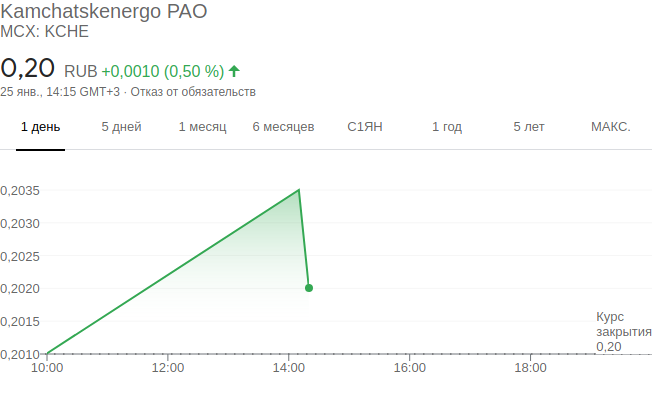 Kamchatskenergo PAO
MCX: KCHE
0,20 RUB +0,0010 (0,50 %)
25 янв., 14:15 GMT+3 · Отказ от обязательств
1 день 5 дней 1 месяц 6 месяцев С1ЯН 1 год 5 лет МАКС.
0,2035
0,2030
0,2025
0,2020
0,2015
0,2010
Курс
закрытия
0,20
10:00 12:00 14:00 16:00 18:00